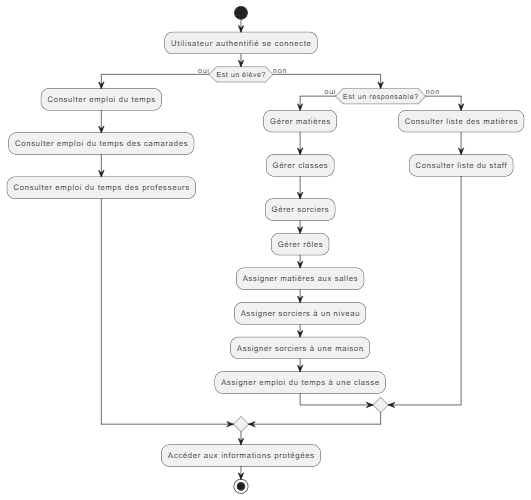 Utilisateur authentifié se connecte
oui
Est un élève?
non
Consulter emploi du temps
Consulter emploi du temps des camarades
Consulter emploi du temps des professeurs
oui
Est un responsable?
non
Gérer matières
Gérer classes
Gérer sorciers
Gérer rôles
Assigner matières aux salles
Assigner sorciers à un niveau
Assigner sorciers à une maison
Assigner emploi du temps à une classe
Consulter liste des matières
Consulter liste du staff
Accéder aux informations protégées